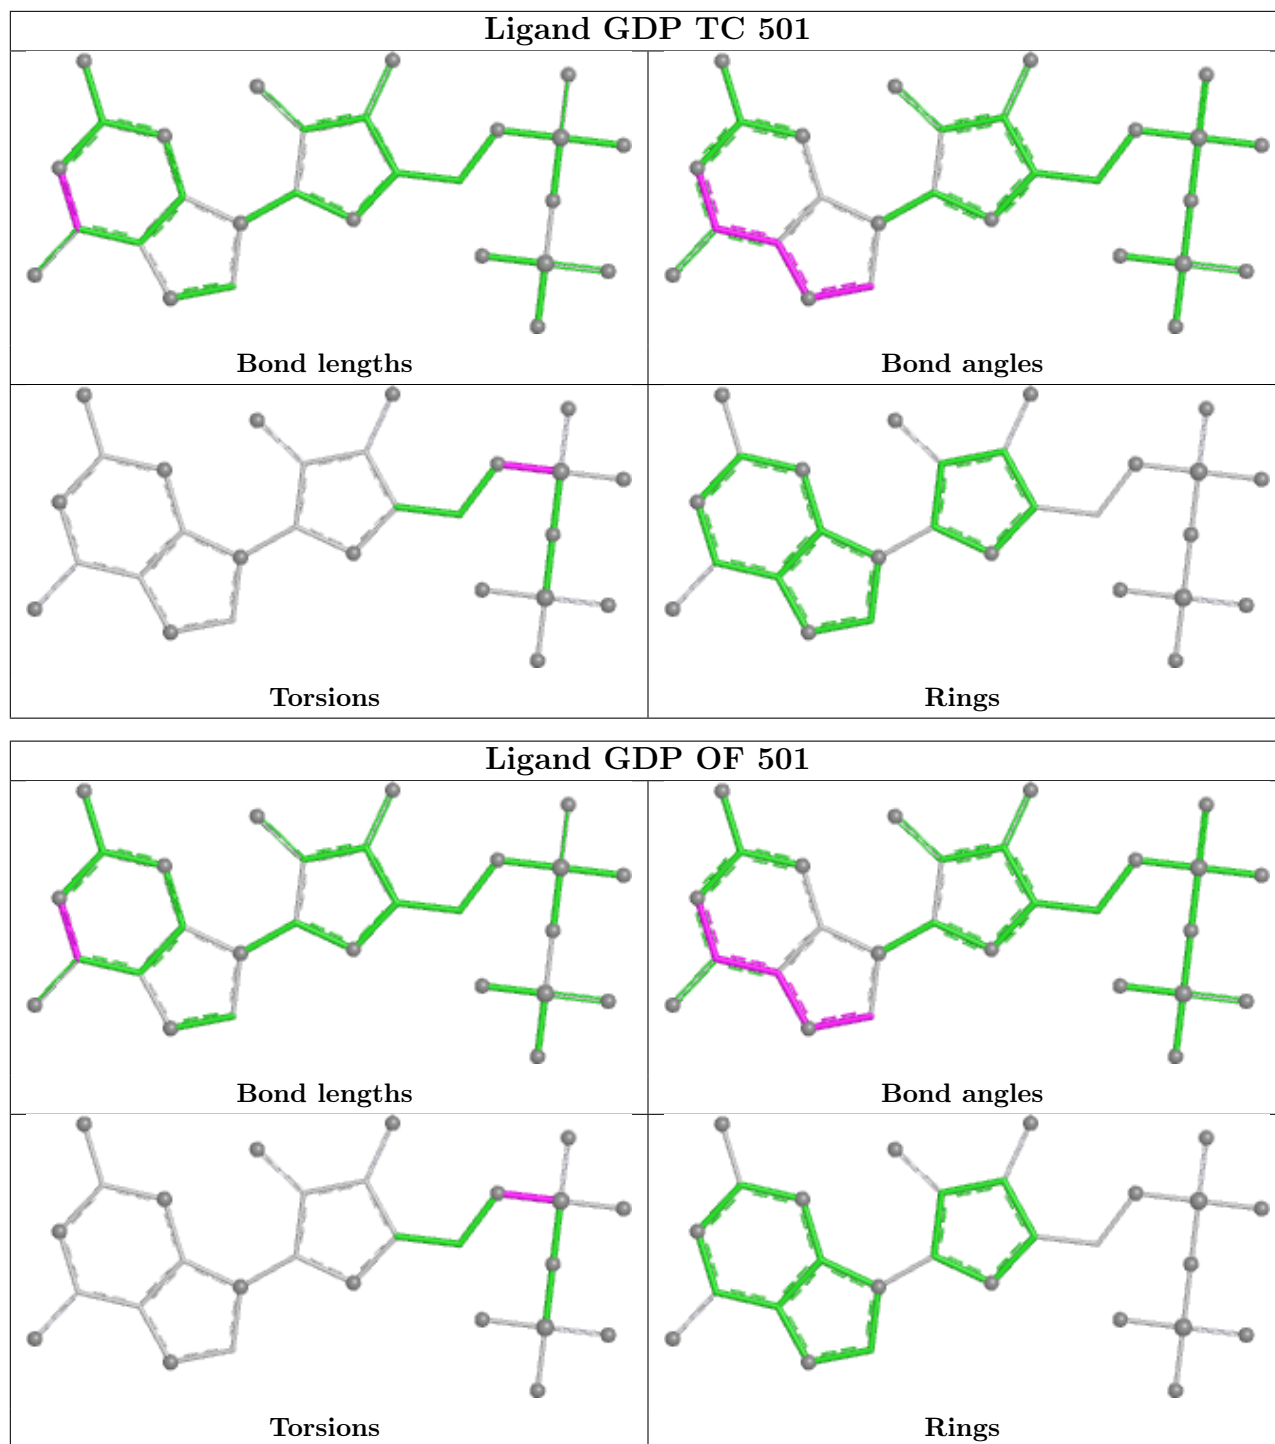 Ligand GDP TC 501
Bond lengths
Bond angles
Torsions
Rings
Ligand GDP OF 501
Bond lengths
Bond angles
Torsions
Rings